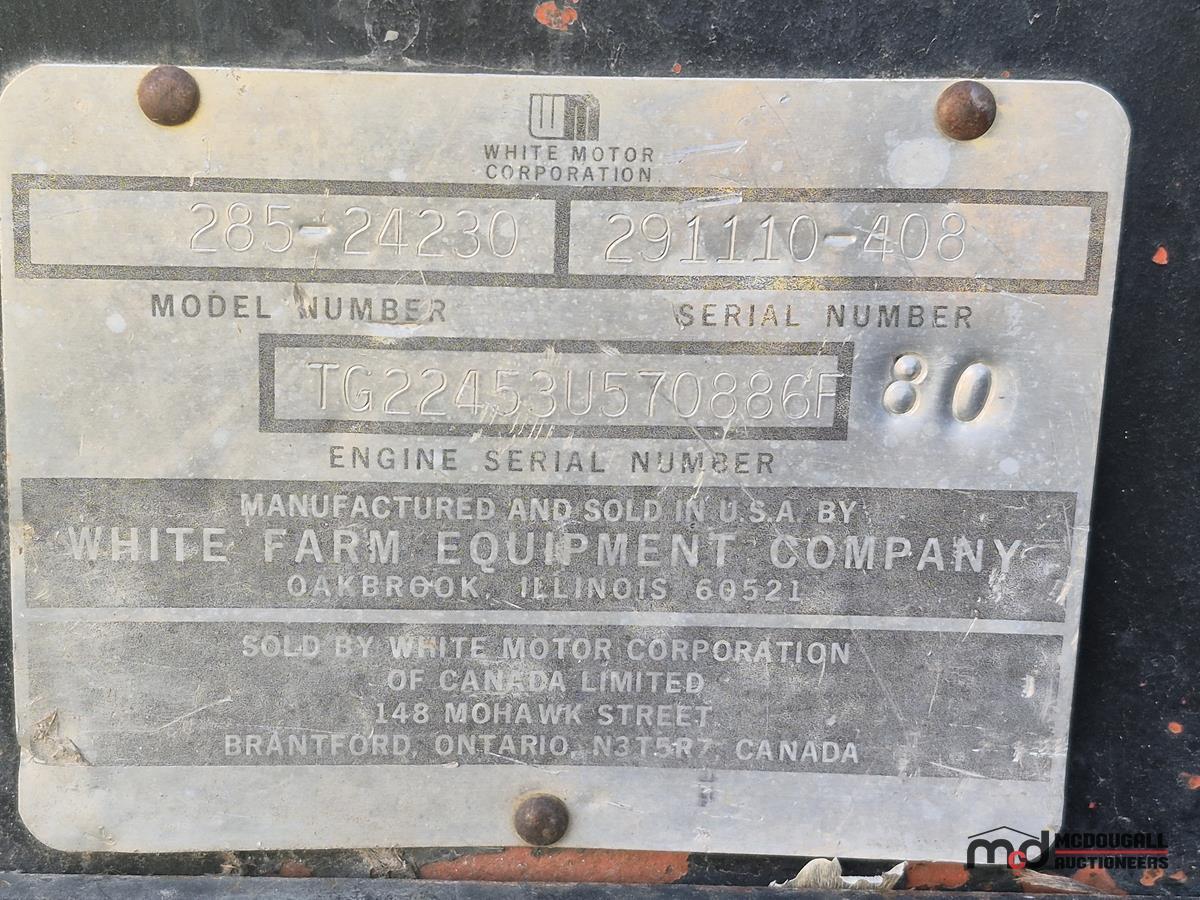 WHITE MOTOR
CORPORATION
285-24230 291110-408
MODEL NUMBER SERIAL NUMBER
TG22453U570886F 80
ENGINE SERIAL NUMBER
MANUFACTURED AND SOLD IN U.S.A. BY
WHITE FARM EQUIPMENT COMPANY
OAKBROOK, ILLINOIS 60521
SOLD BY WHITE MOTOR CORPORATION
OF CANADA LIMITED
148 MOHAWK STREET
BRANTFORD, ONTARIO, N3T5R7, CANADA
mcd MCDOUGALL
AUCTIONEERS